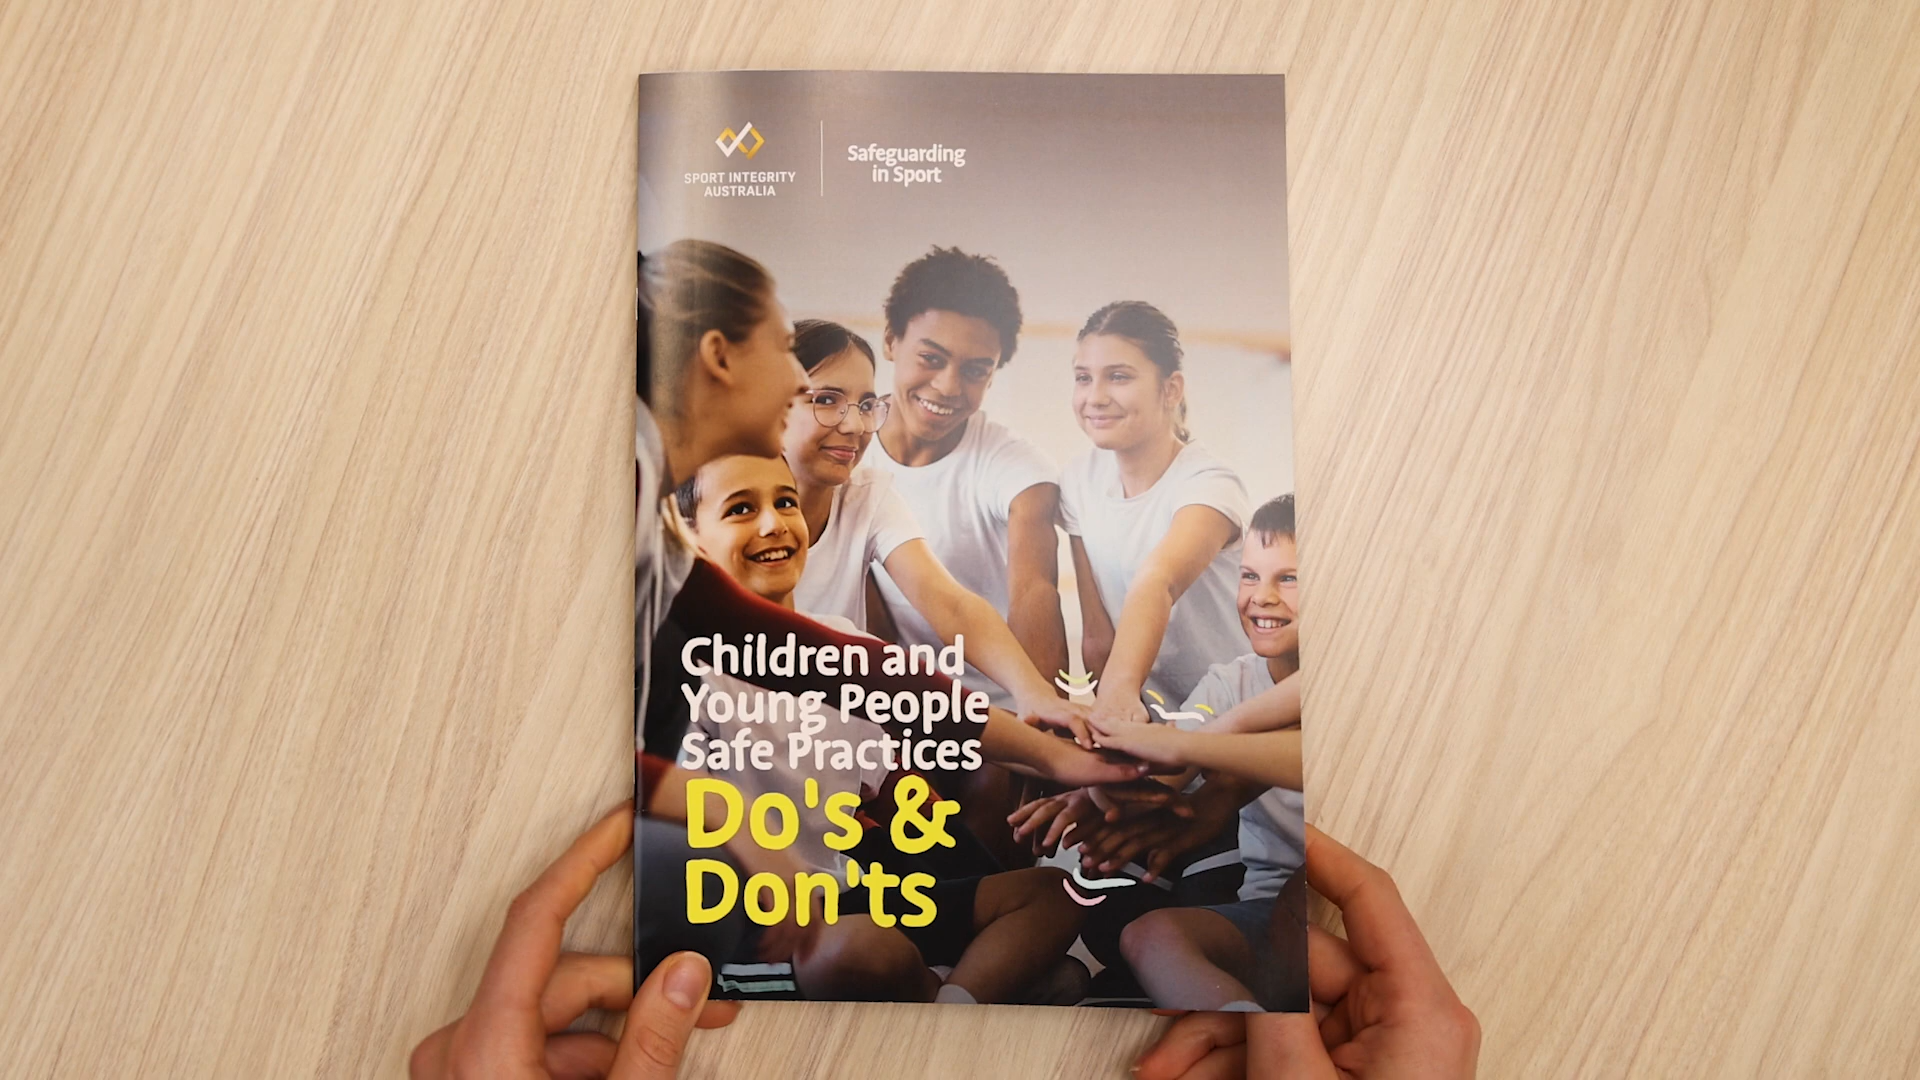 SPORT INTEGRITY
AUSTRALIA
Safeguarding
in Sport
Children and
Young People
Safe Practices
Do's &
Don'ts